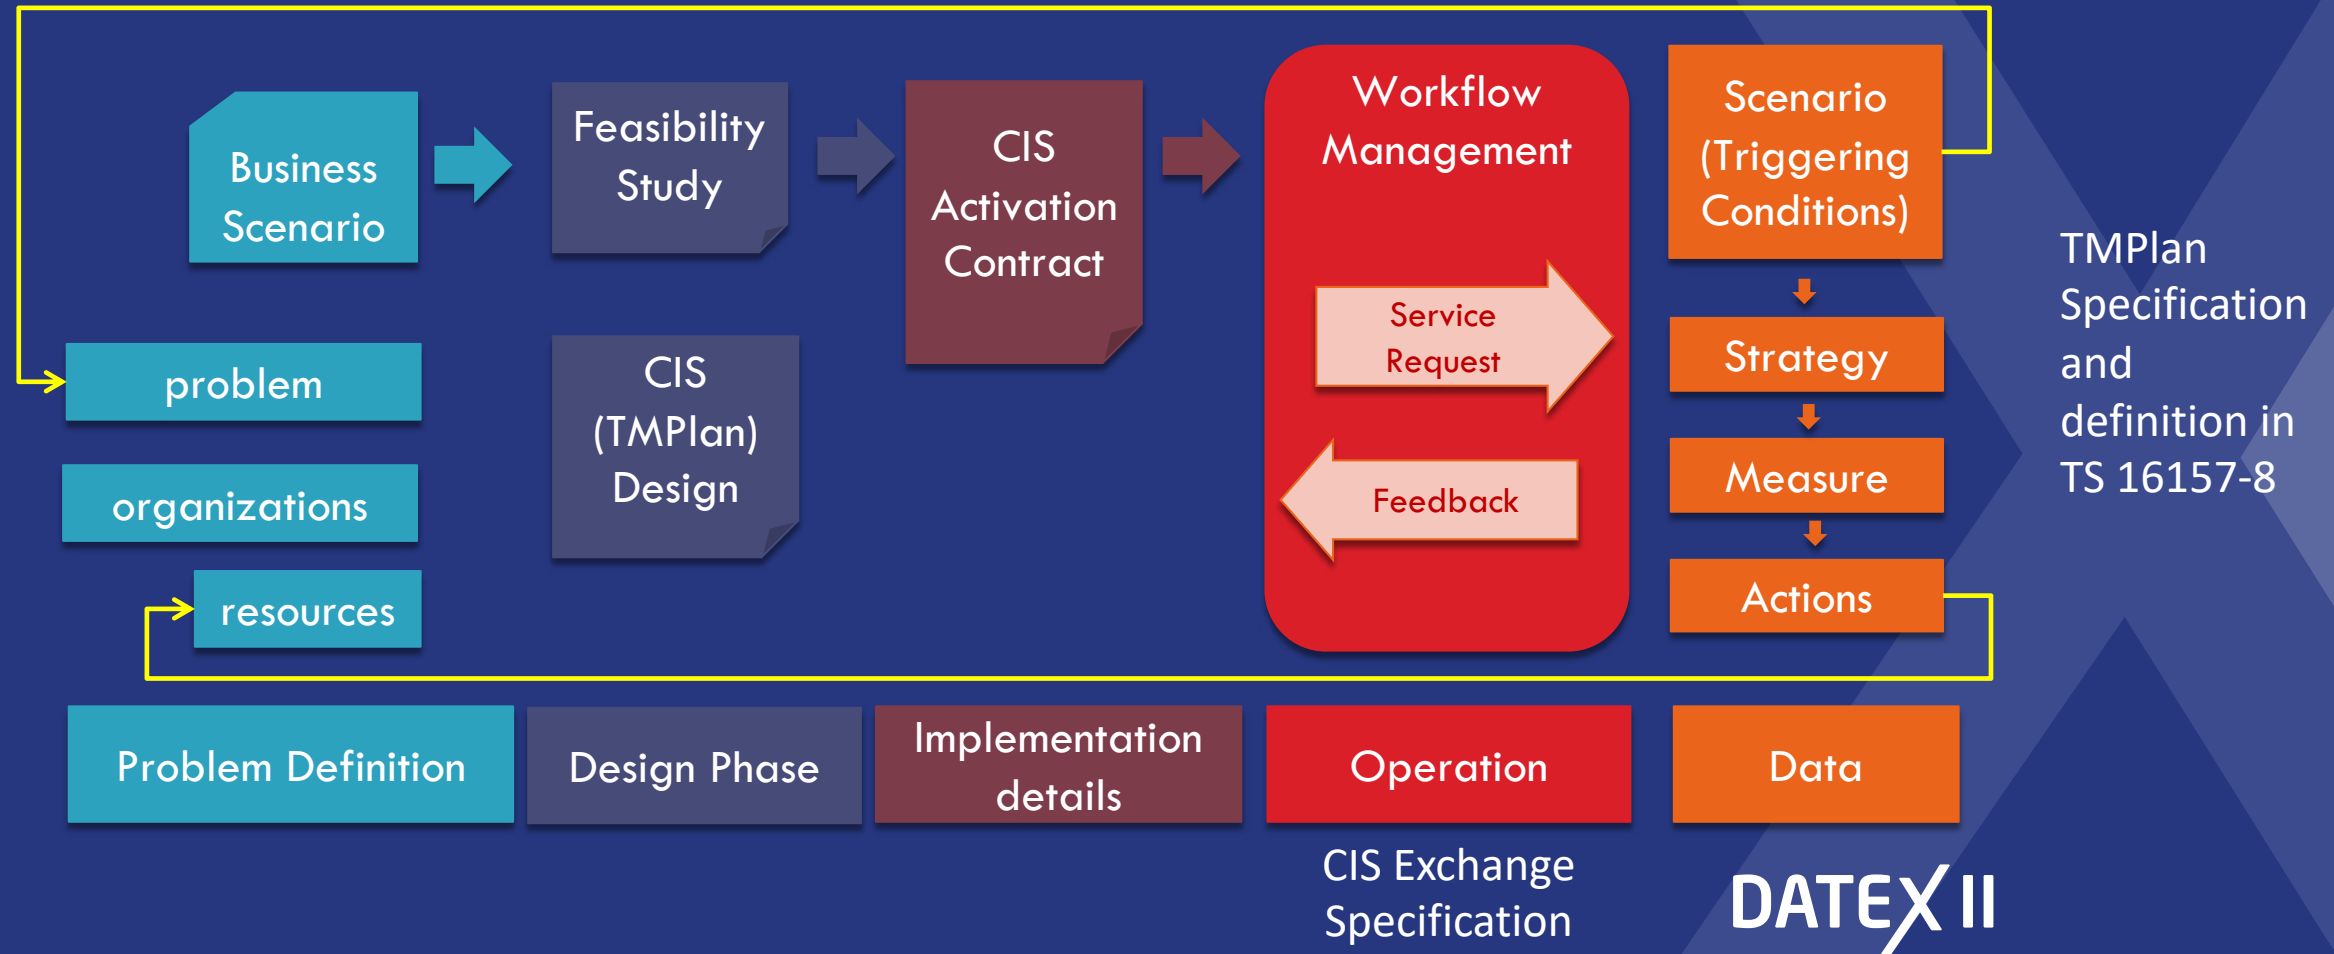 Business
Scenario
Feasibility
Study
CIS
Activation
Contract
Workflow
Management
Scenario
(Triggering
Conditions)
TMPlan
Specification
and
definition in
TS 16157-8
problem
organizations
resources
CIS
(TMPlan)
Design
Service
Request
Feedback
Strategy
Measure
Actions
Problem Definition
Design Phase
Implementation
details
Operation
Data
CIS Exchange
Specification
DATEX II